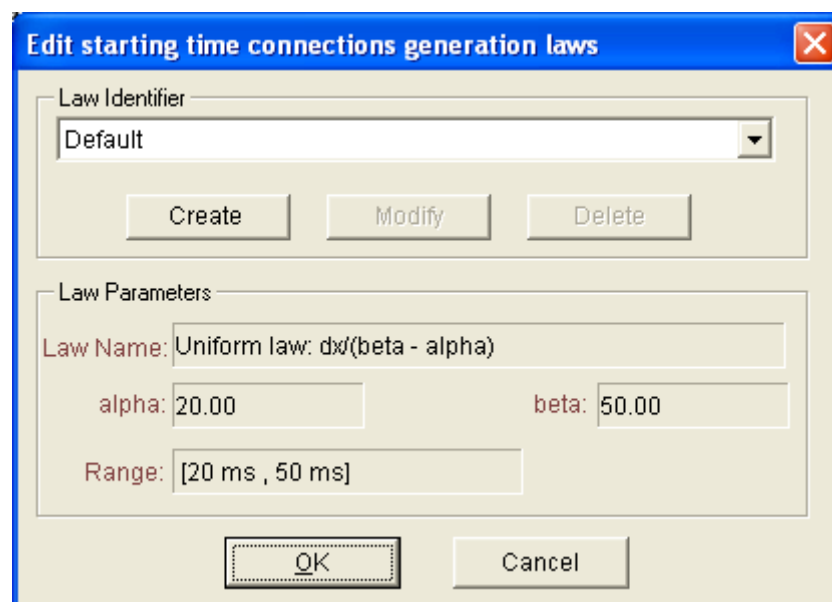 Edit starting time connections generation laws
Law Identifier
Default
Create Modify Delete
Law Parameters
Law Name: Uniform law: dx/(beta - alpha)
alpha: 20.00 beta: 50.00
Range: [20 ms , 50 ms]
OK Cancel